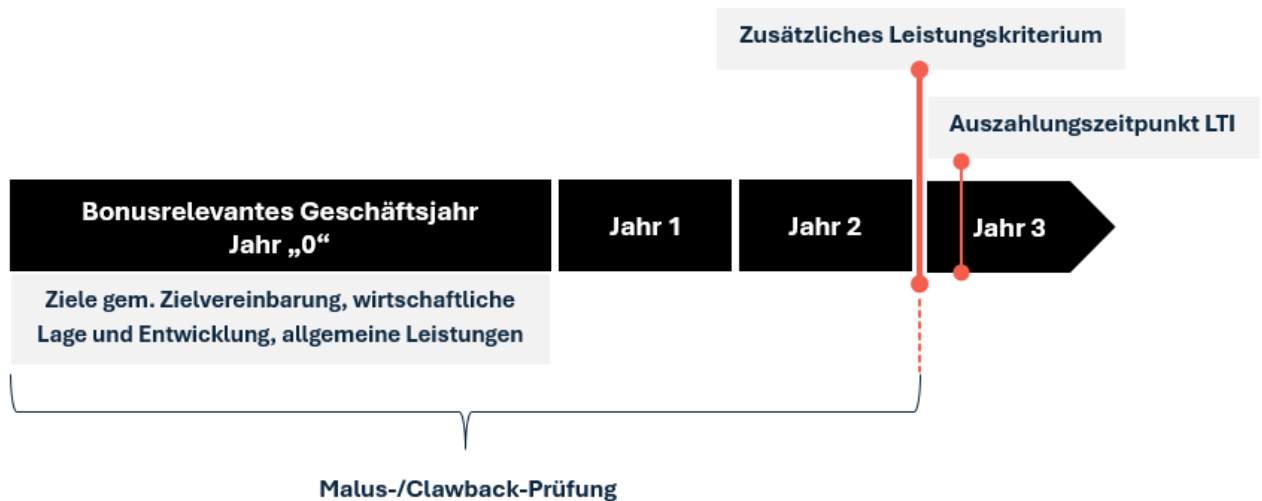 Zusätzliches Leistungskriterium
Auszahlungszeitpunkt LTI
Bonusrelevantes Geschäftsjahr
Jahr „0“
Jahr 1
Jahr 2
Jahr 3
Ziele gem. Zielvereinbarung, wirtschaftliche
Lage und Entwicklung, allgemeine Leistungen
Malus-/Clawback-Prüfung